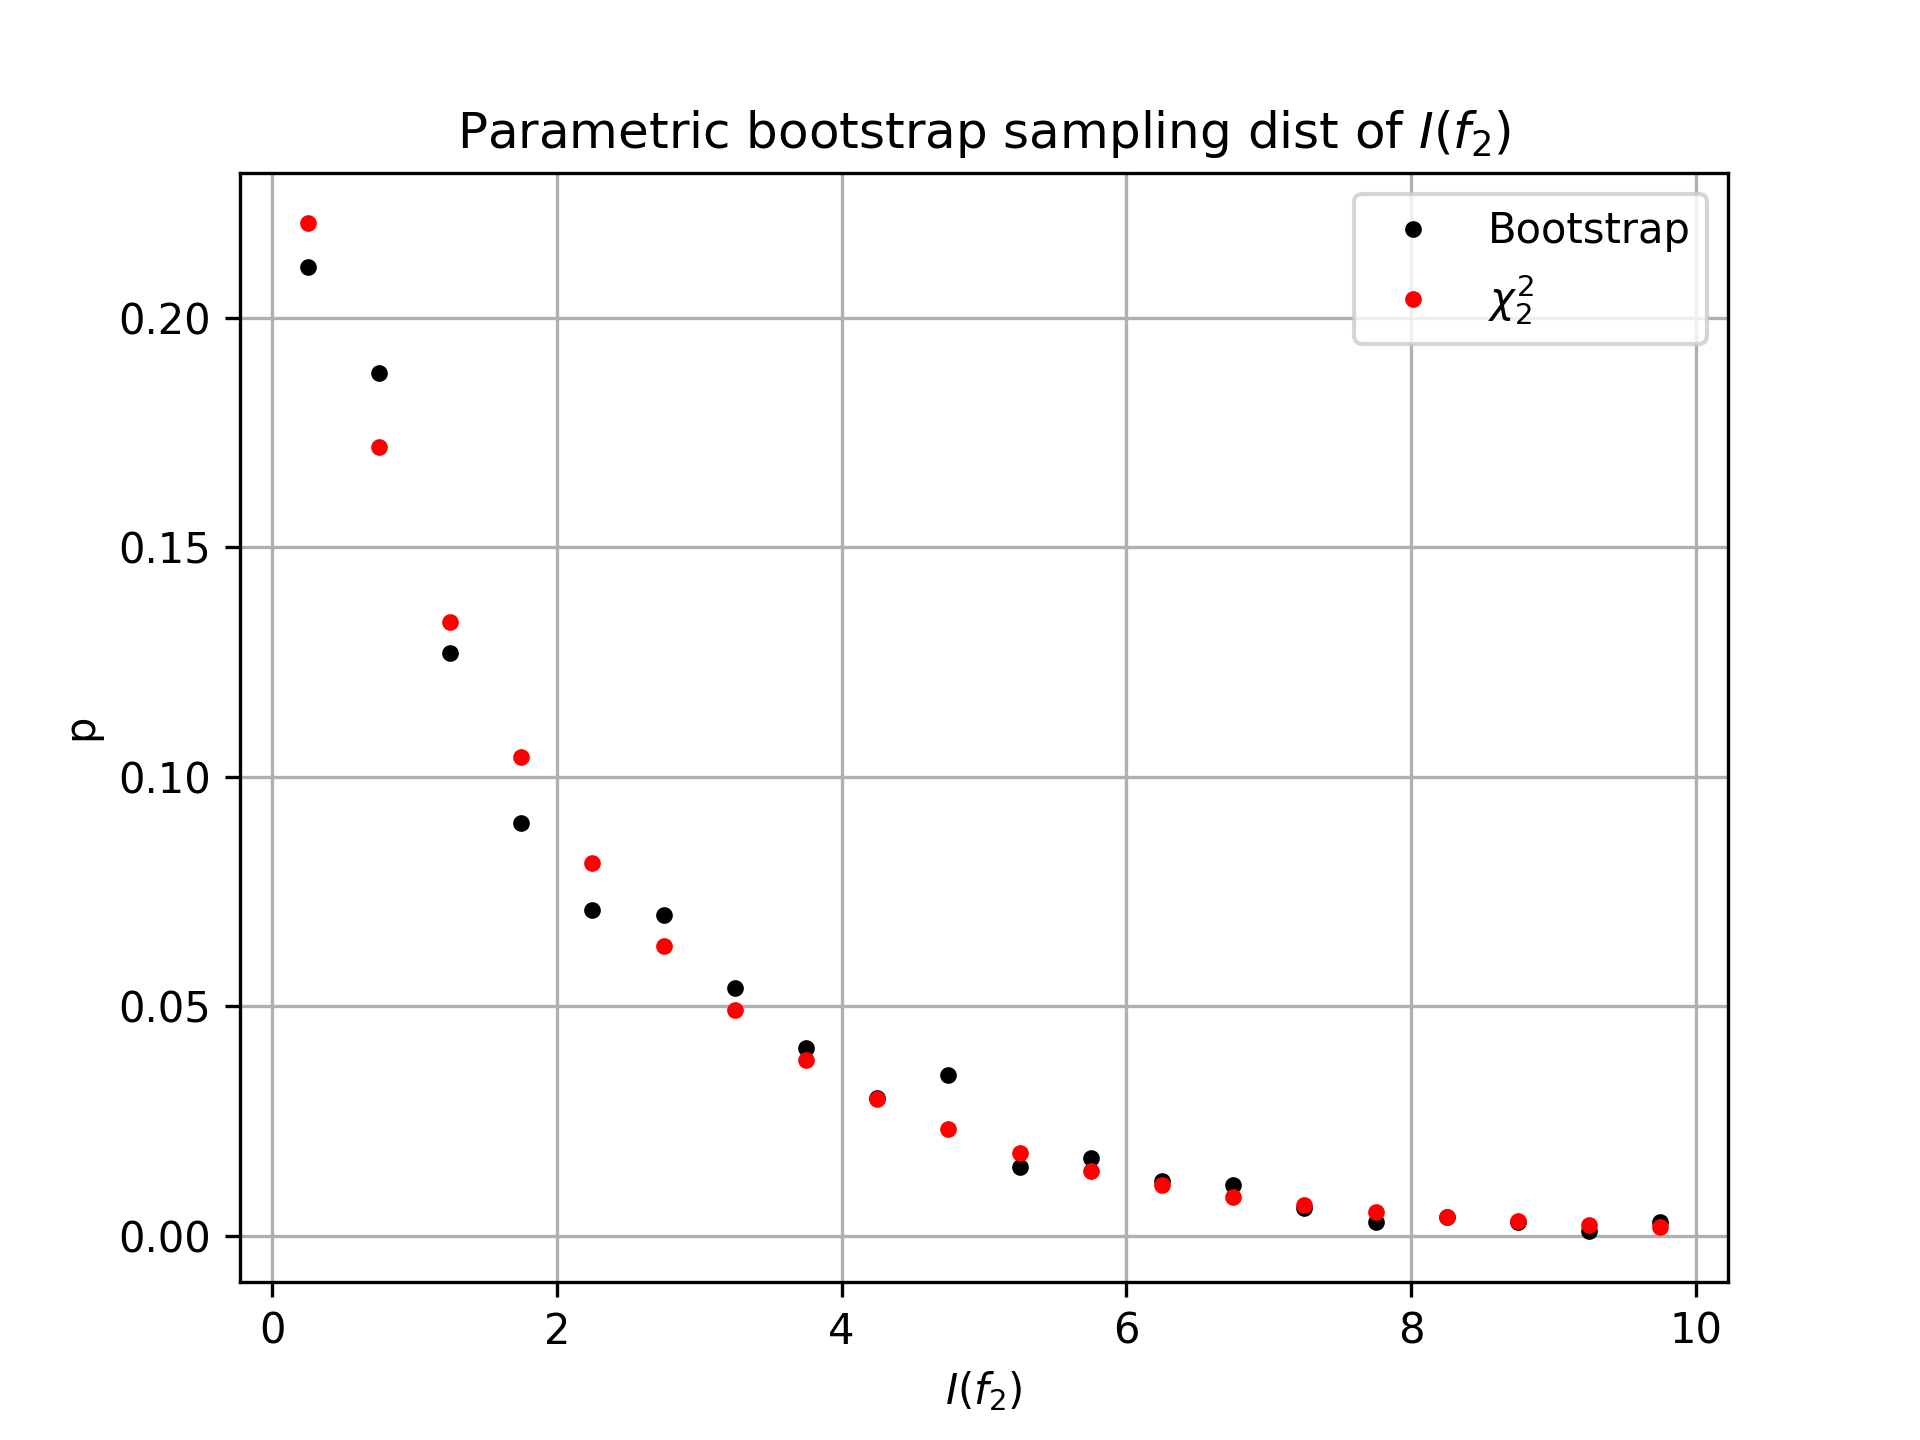 Parametric bootstrap sampling dist of I(f₂)
Bootstrap
χ²₂
0.20
0.15
0.10
0.05
0.00
p
0 2 4 6 8 10
I(f₂)